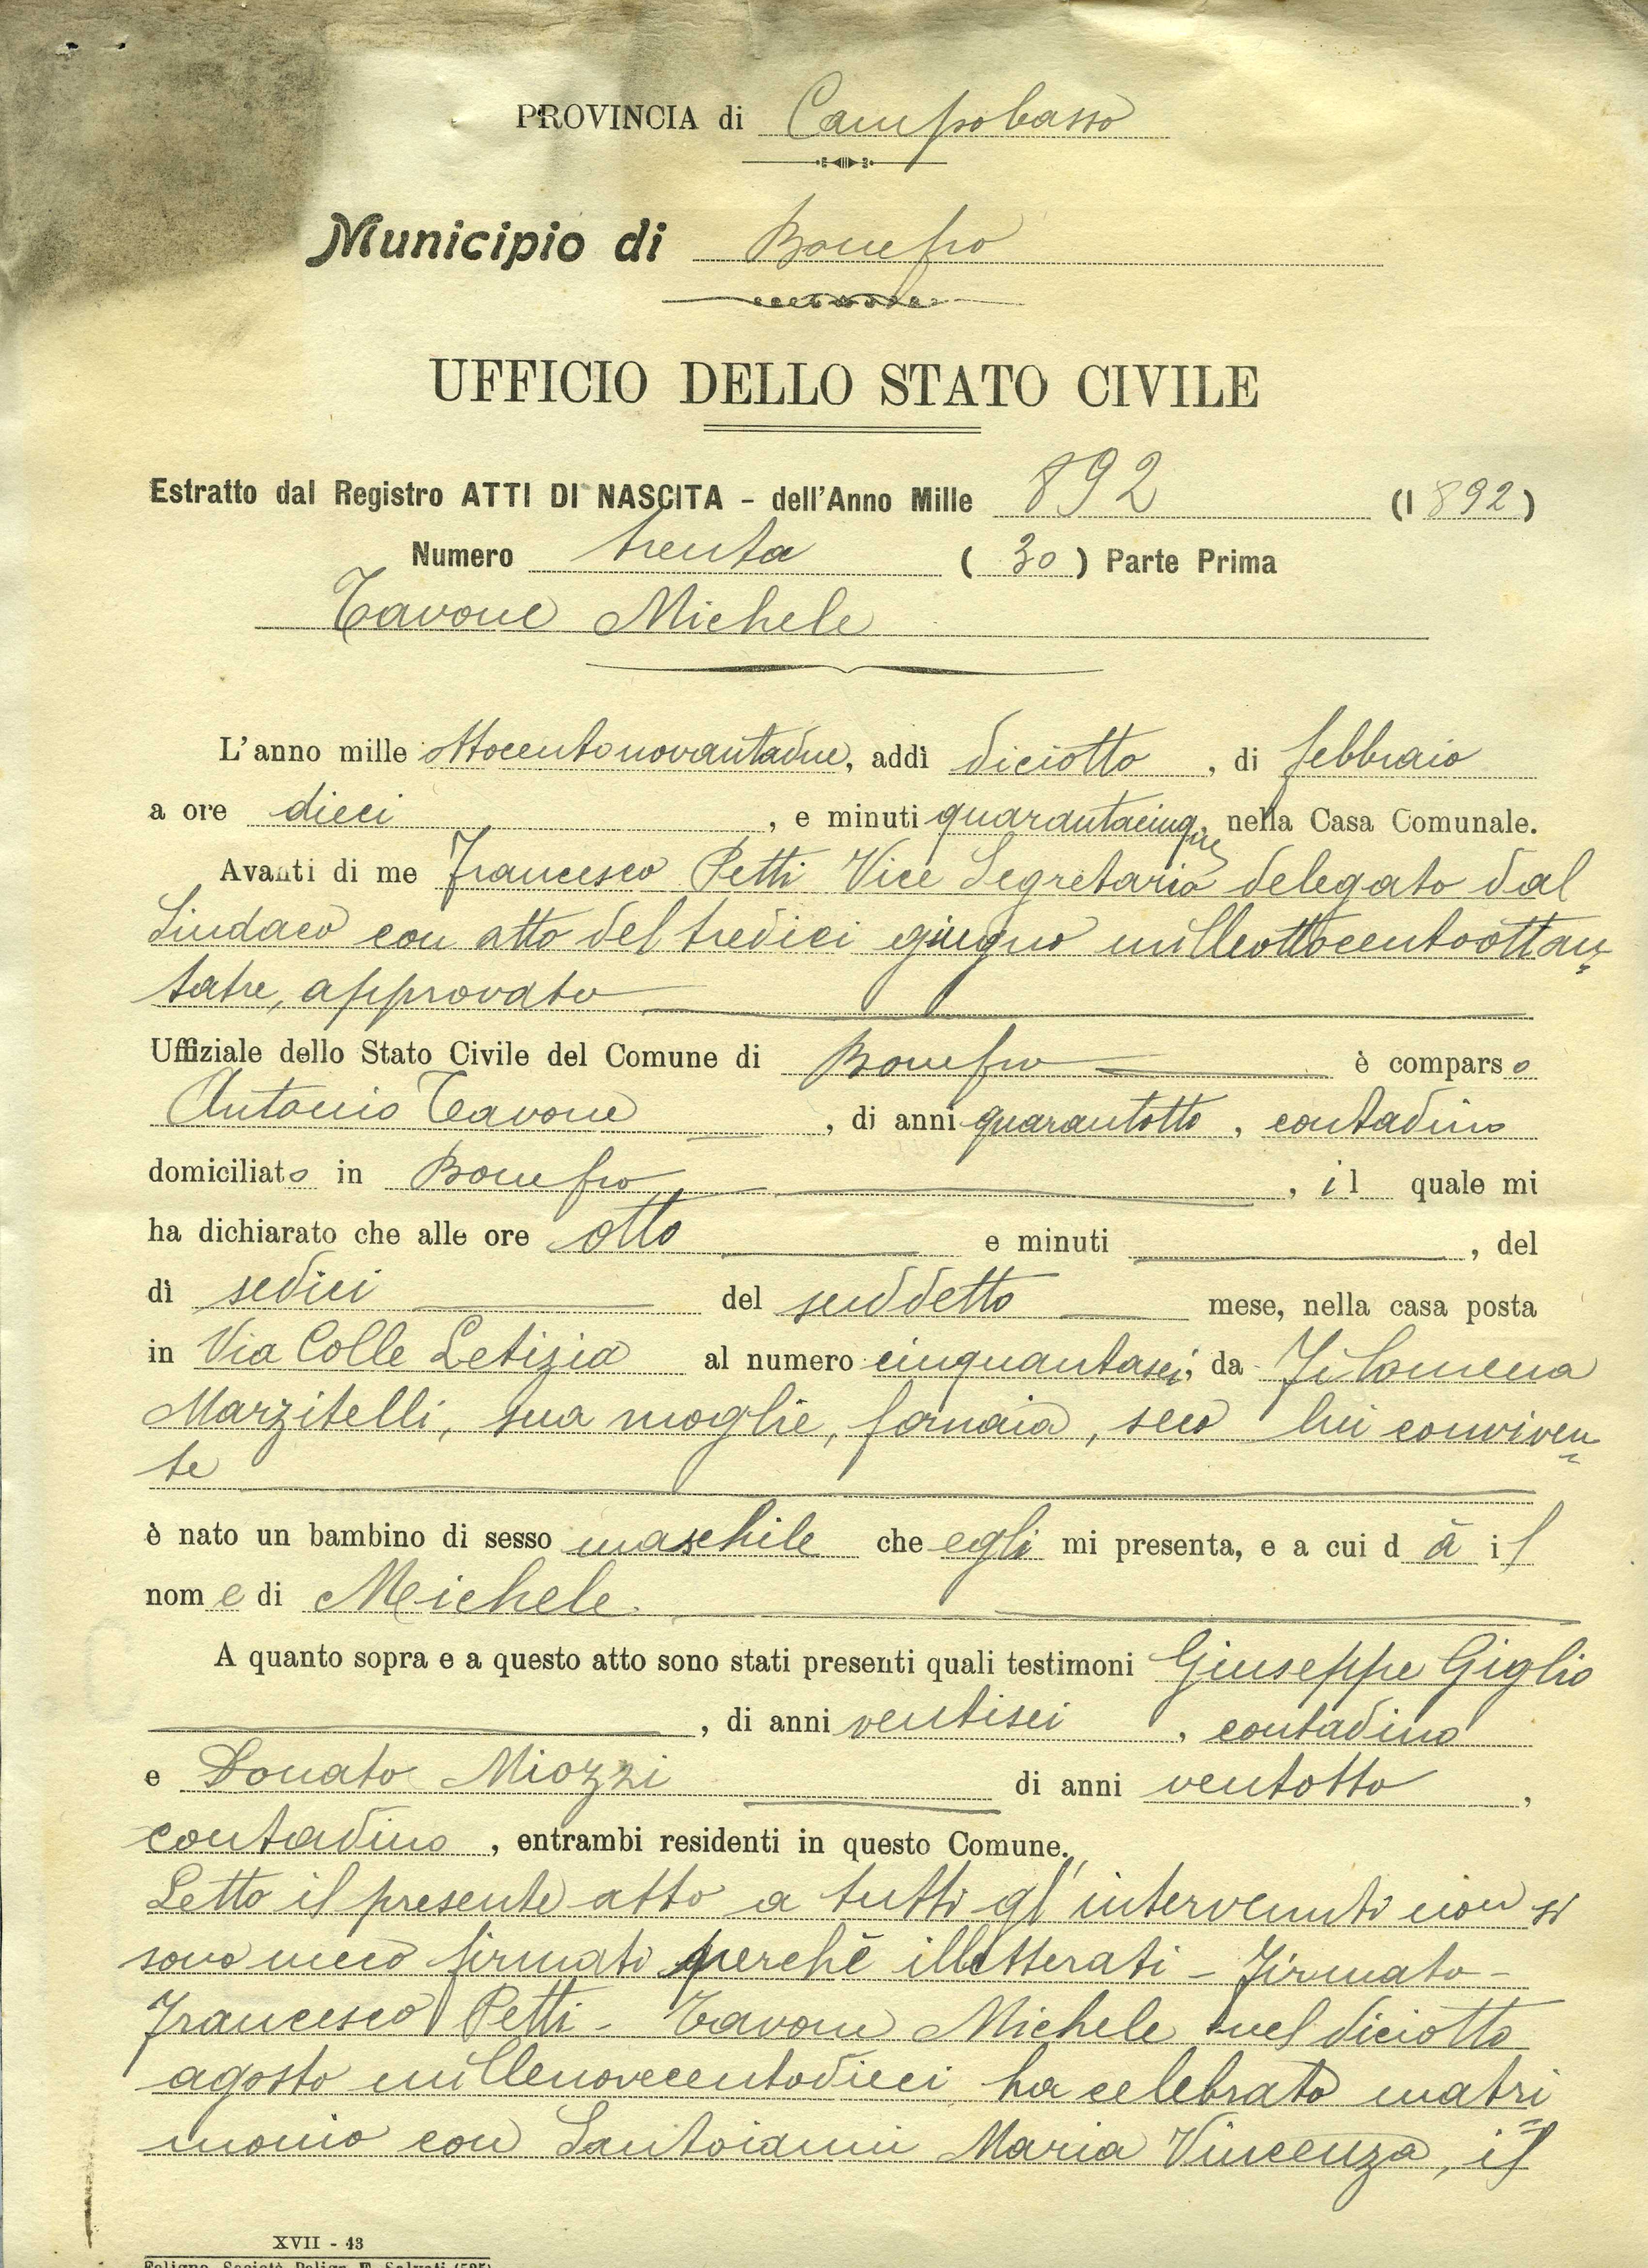 PROVINCIA di Campobasso
Municipio di Bonefro
UFFICIO DELLO STATO CIVILE
Estratto dal Registro ATTI DI NASCITA - dell'Anno Mille 892 (1892)
Numero trenta (30) Parte Prima
Tavone Michele
L'anno mille ottocentonovantadue, addì diciotto, di febbraio
a ore dieci, e minuti quarantacinque, nella Casa Comunale.
Avanti di me Francesco Petti Vice Segretario delegato dal
Sindaco con atto del tredici giugno milleottocentoottan=
tatre, approvato
Uffiziale dello Stato Civile del Comune di Bonefro è comparso
Antonio Tavone, di anni quarantotto, contadino
domiciliato in Bonefro, il quale mi
ha dichiarato che alle ore otto e minuti , del
dì sedici del suddetto mese, nella casa posta
in Via Colle Letizia al numero cinquantasei, da Filomena
Marzitelli, sua moglie, fornaia, seco lui conviven=
te
è nato un bambino di sesso maschile che egli mi presenta, e a cui dà il
nome di Michele.
A quanto sopra e a questo atto sono stati presenti quali testimoni Giuseppe Giglio
, di anni ventisei, contadino
e Donato Miozzi di anni ventotto,
contadino, entrambi residenti in questo Comune.
Letto il presente atto a tutti gl'intervenuti non si
sono meco firmati perchè illetterati - Firmato -
Francesco Petti - Tavone Michele nel diciotto
agosto millenovecentodieci ha celebrato matri=
monio con Santoianni Maria Vincenza, il
XVII - 43
Foligno Società Poligr. F. Salvati (525)